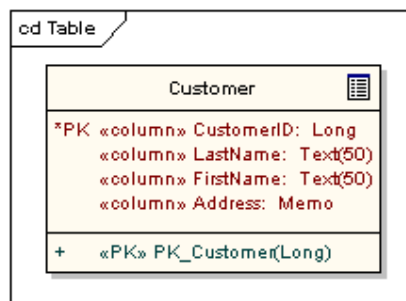 cd Table
Customer
*PK «column» CustomerID: Long
«column» LastName: Text(50)
«column» FirstName: Text(50)
«column» Address: Memo
+ «PK» PK_Customer(Long)